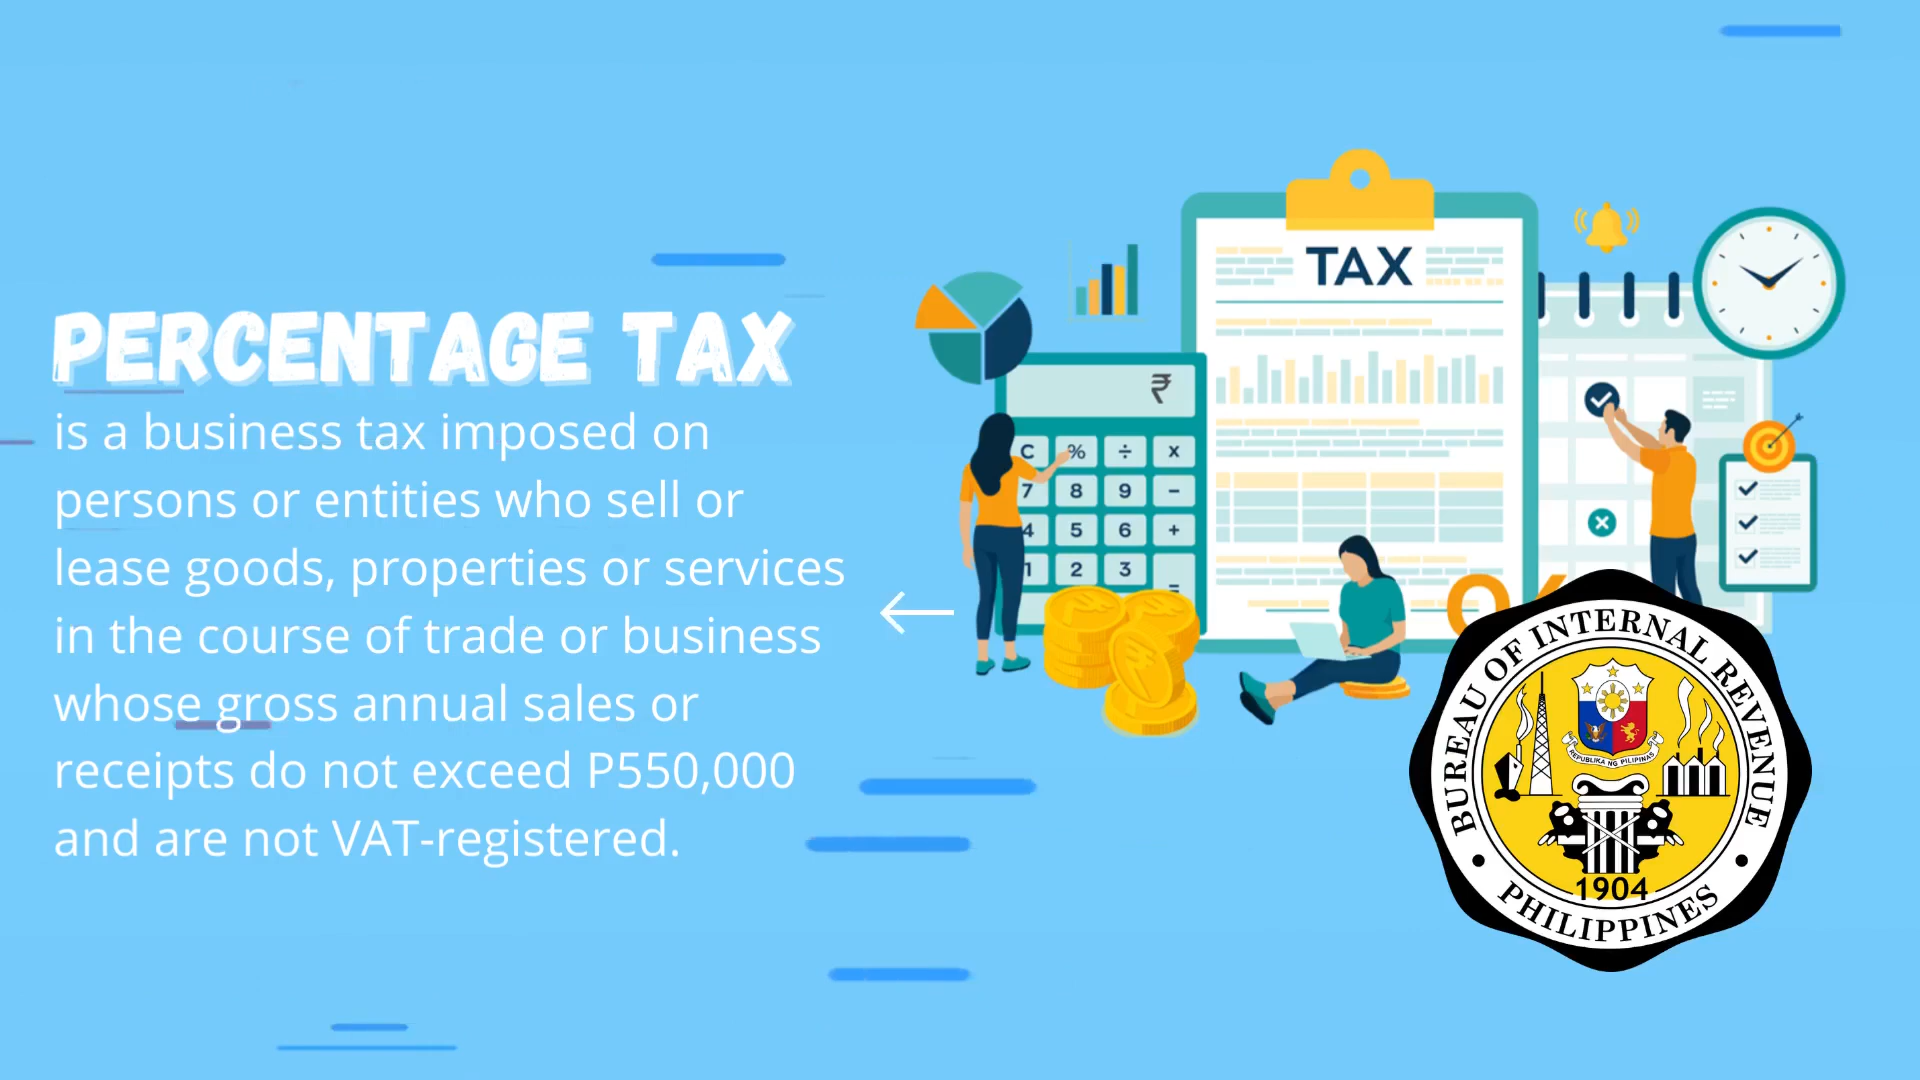 PERCENTAGE TAX
is a business tax imposed on
persons or entities who sell or
lease goods, properties or services
in the course of trade or business
whose gross annual sales or
receipts do not exceed P550,000
and are not VAT-registered.
TAX
₹
C % ÷ x
7 8 9 −
4 5 6 +
1 2 3 =
%
BUREAU OF INTERNAL REVENUE
REPUBLIKA NG PILIPINAS
1904
PHILIPPINES